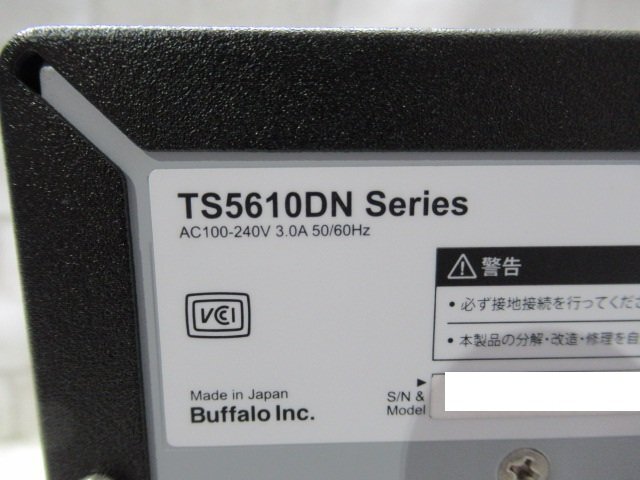 TS5610DN Series
AC100-240V 3.0A 50/60Hz
警告
・必ず接地接続を行ってくださ
・本製品の分解・改造・修理を自
VCCI
Made in Japan
Buffalo Inc.
S/N &
Model